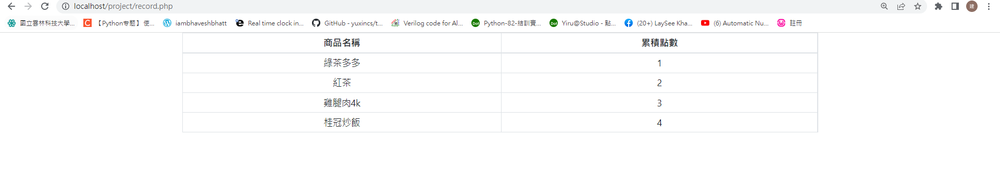 localhost/project/record.php
建
國立雲林科技大學...
【Python专题】使...
iambhaveshbhatt
Real time clock in...
GitHub - yuxincs/t...
Verilog code for Al...
Python-82-結訓實...
Yiru@Studio - 點...
(20+) LaySee Kha...
(6) Automatic Nu...
註冊
商品名稱 累積點數
綠茶多多 1
紅茶 2
雞腿肉4k 3
桂冠炒飯 4